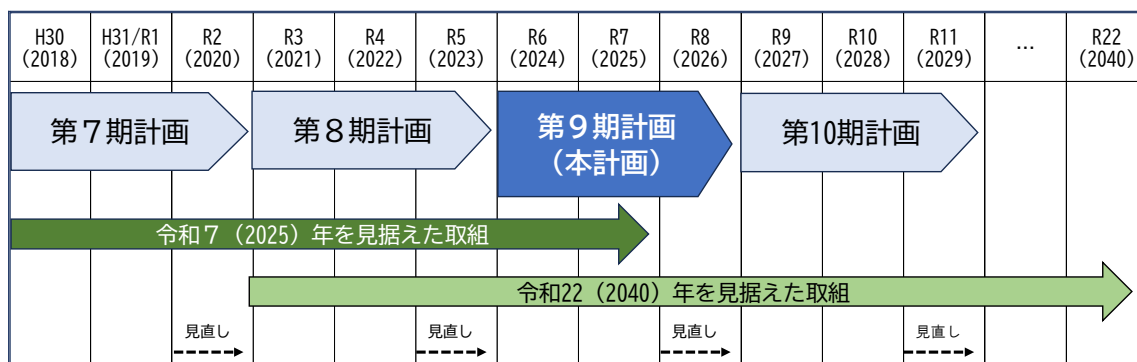 H30 H31/R1 R2 R3 R4 R5 R6 R7 R8 R9 R10 R11 … R22
(2018) (2019) (2020) (2021) (2022) (2023) (2024) (2025) (2026) (2027) (2028) (2029) (2040)
第７期計画 第８期計画 第９期計画 第10期計画
（本計画）
令和７（2025）年を見据えた取組
令和22（2040）年を見据えた取組
見直し 見直し 見直し 見直し